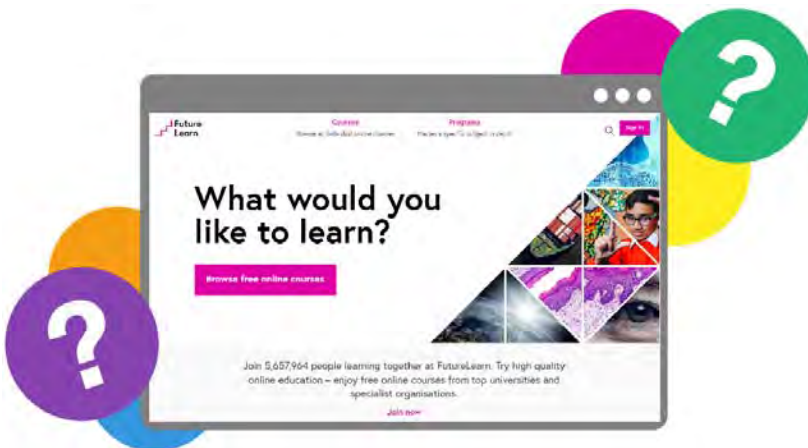 ?
Future
Learn
Courses
Programs
Sign in
What would you
like to learn?
Browse free online courses
Join 5,657,964 people learning together at FutureLearn. Try high quality
online education – enjoy free online courses from top universities and
specialist organisations.
Join now
?